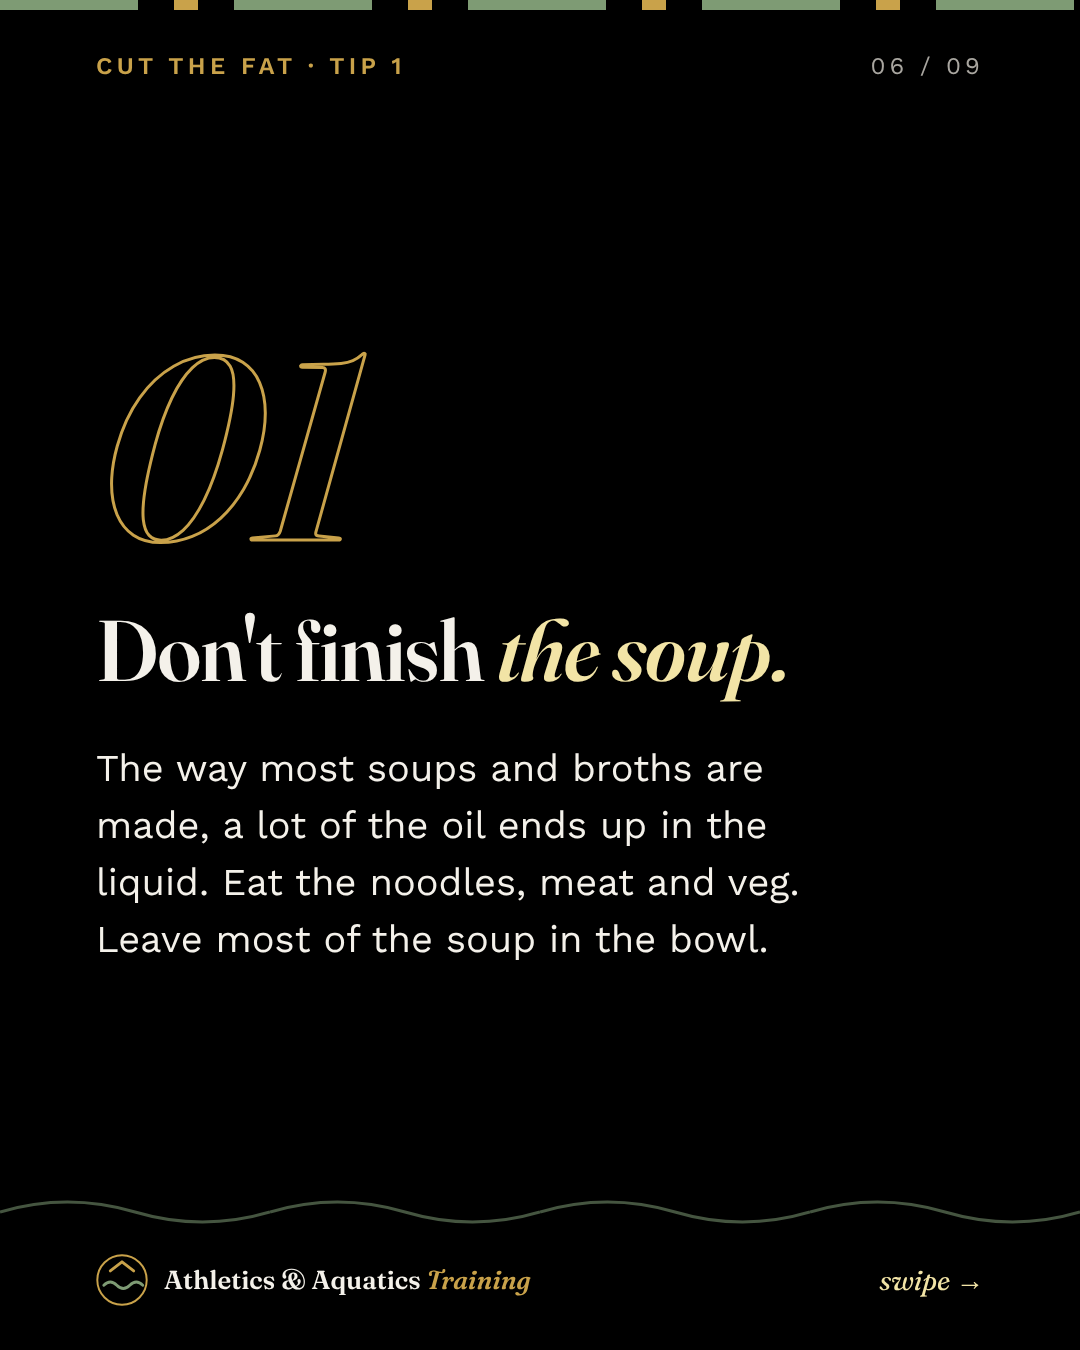 CUT THE FAT · TIP 1
06 / 09
01
Don't finish the soup.
The way most soups and broths are
made, a lot of the oil ends up in the
liquid. Eat the noodles, meat and veg.
Leave most of the soup in the bowl.
Athletics & Aquatics Training
swipe →